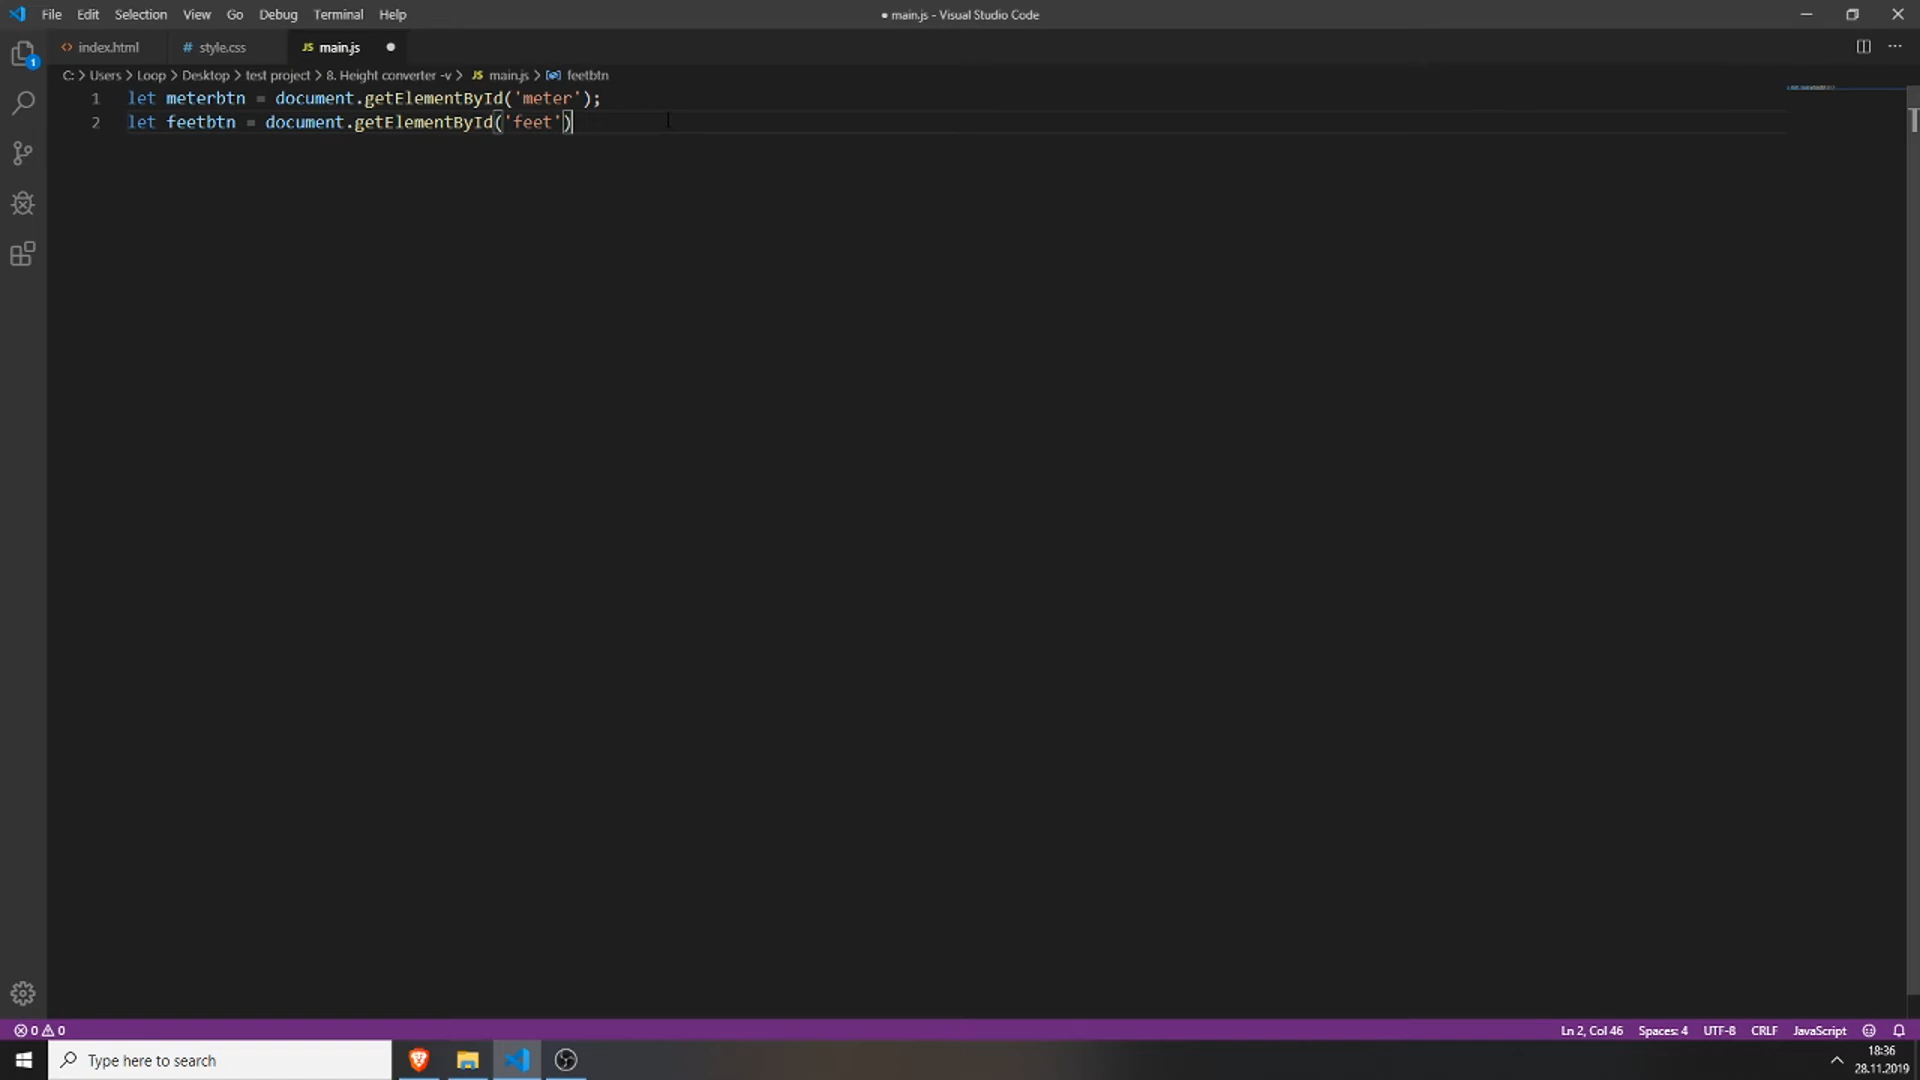 File Edit Selection View Go Debug Terminal Help
● main.js - Visual Studio Code
<> index.html # style.css JS main.js ●
C: > Users > Loop > Desktop > test project > 8. Height converter -v > JS main.js > feetbtn
1 let meterbtn = document.getElementById('meter');
2 let feetbtn = document.getElementById('feet')
1
0 0
Ln 2, Col 46 Spaces: 4 UTF-8 CRLF JavaScript
Type here to search
18:36
28.11.2019